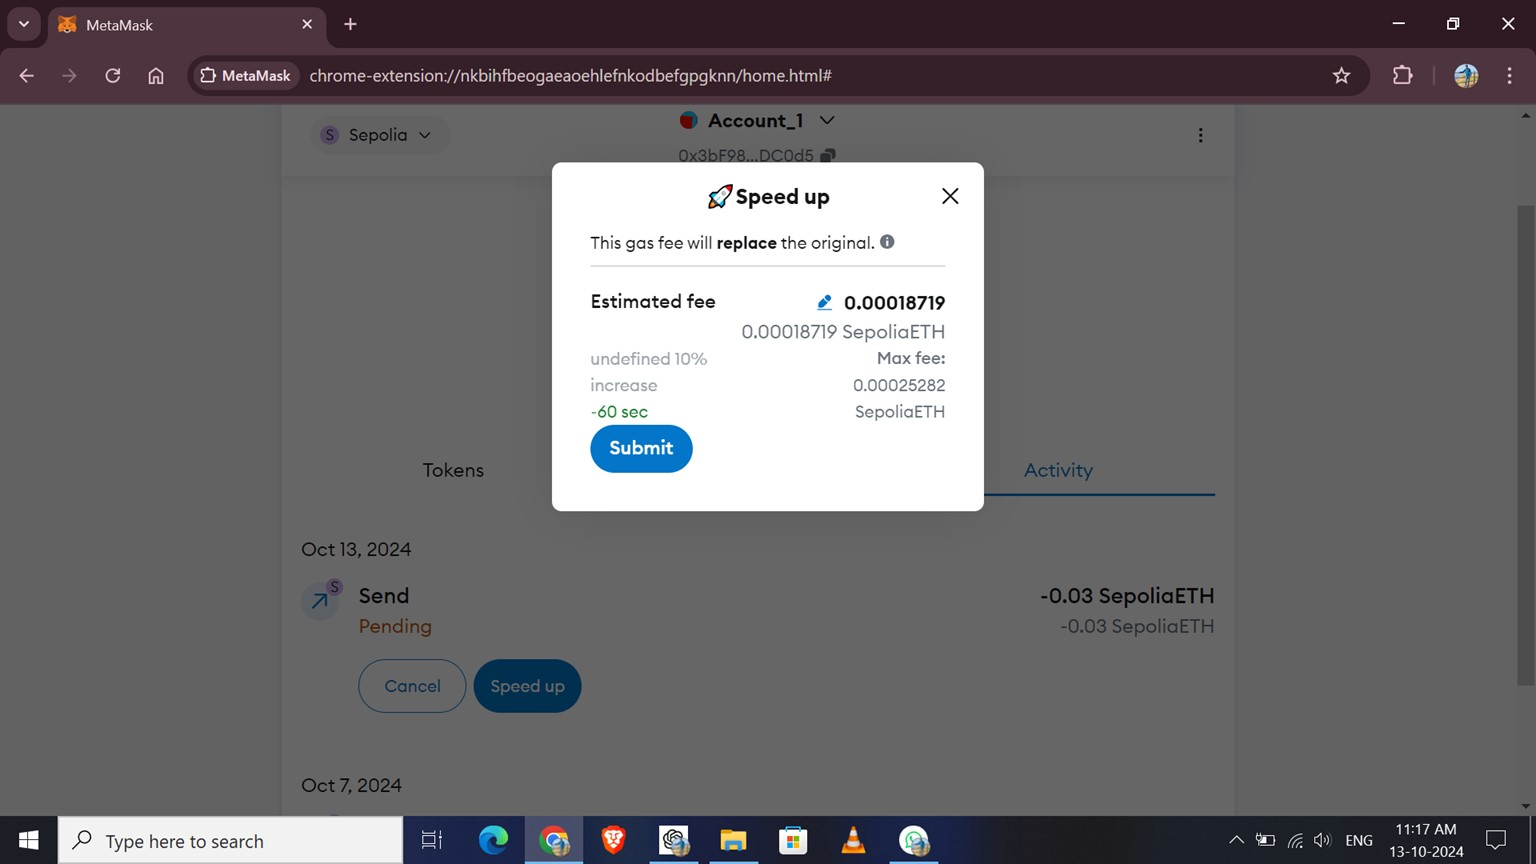 MetaMask
MetaMask
chrome-extension://nkbihfbeogaeaoehlefnkodbefgpgknn/home.html#
S Sepolia
Account_1
0x3bF98...DC0d5
🚀Speed up
This gas fee will replace the original.
Estimated fee
0.00018719
0.00018719 SepoliaETH
undefined 10%
increase
~60 sec
Max fee:
0.00025282
SepoliaETH
Submit
Tokens
Activity
Oct 13, 2024
S
Send
-0.03 SepoliaETH
Pending
-0.03 SepoliaETH
Cancel
Speed up
Oct 7, 2024
Type here to search
ENG
11:17 AM
13-10-2024